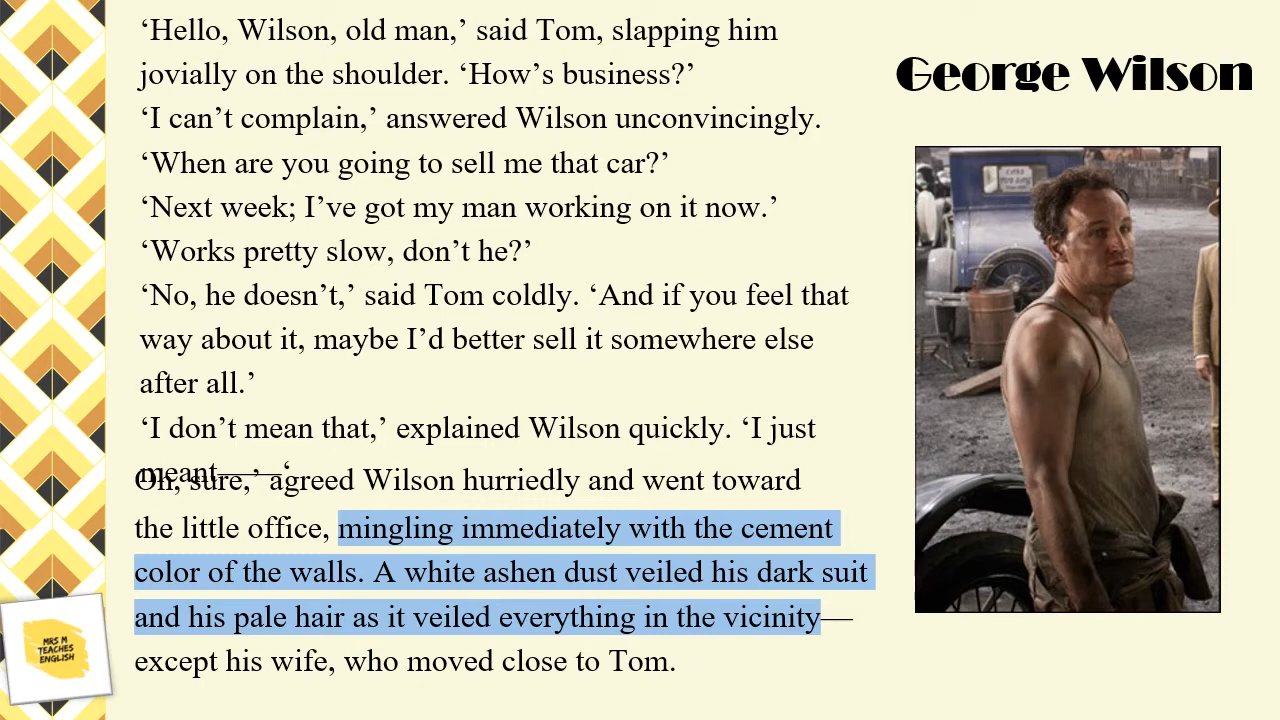 ‘Hello, Wilson, old man,’ said Tom, slapping him
jovially on the shoulder. ‘How’s business?’
‘I can’t complain,’ answered Wilson unconvincingly.
‘When are you going to sell me that car?’
‘Next week; I’ve got my man working on it now.’
‘Works pretty slow, don’t he?’
‘No, he doesn’t,’ said Tom coldly. ‘And if you feel that
way about it, maybe I’d better sell it somewhere else
after all.’
‘I don’t mean that,’ explained Wilson quickly. ‘I just
meant——‘
Oh, sure,’ agreed Wilson hurriedly and went toward
the little office, mingling immediately with the cement
color of the walls. A white ashen dust veiled his dark suit
and his pale hair as it veiled everything in the vicinity—
except his wife, who moved close to Tom.
George Wilson
MRS M
TEACHES
ENGLISH